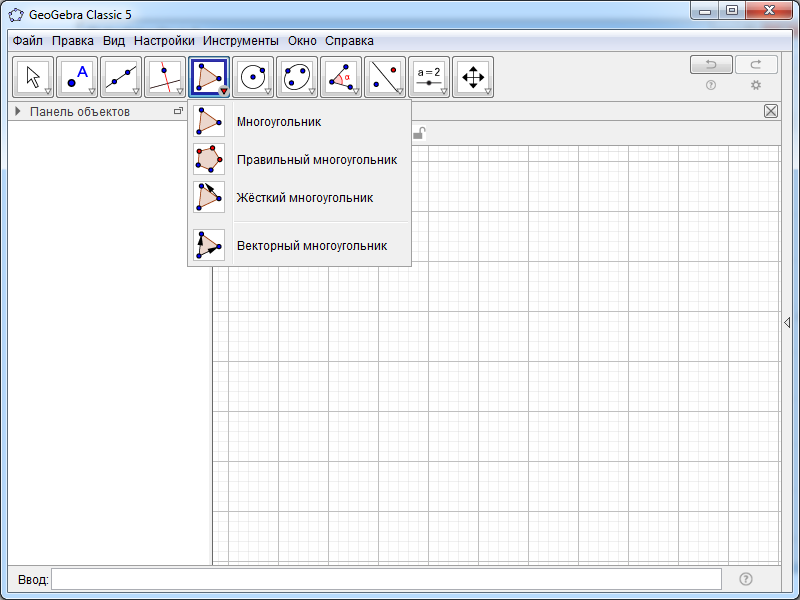 GeoGebra Classic 5
Файл Правка Вид Настройки Инструменты Окно Справка
A
α
a=2
Панель объектов
Многоугольник
Правильный многоугольник
Жёсткий многоугольник
Векторный многоугольник
Ввод: